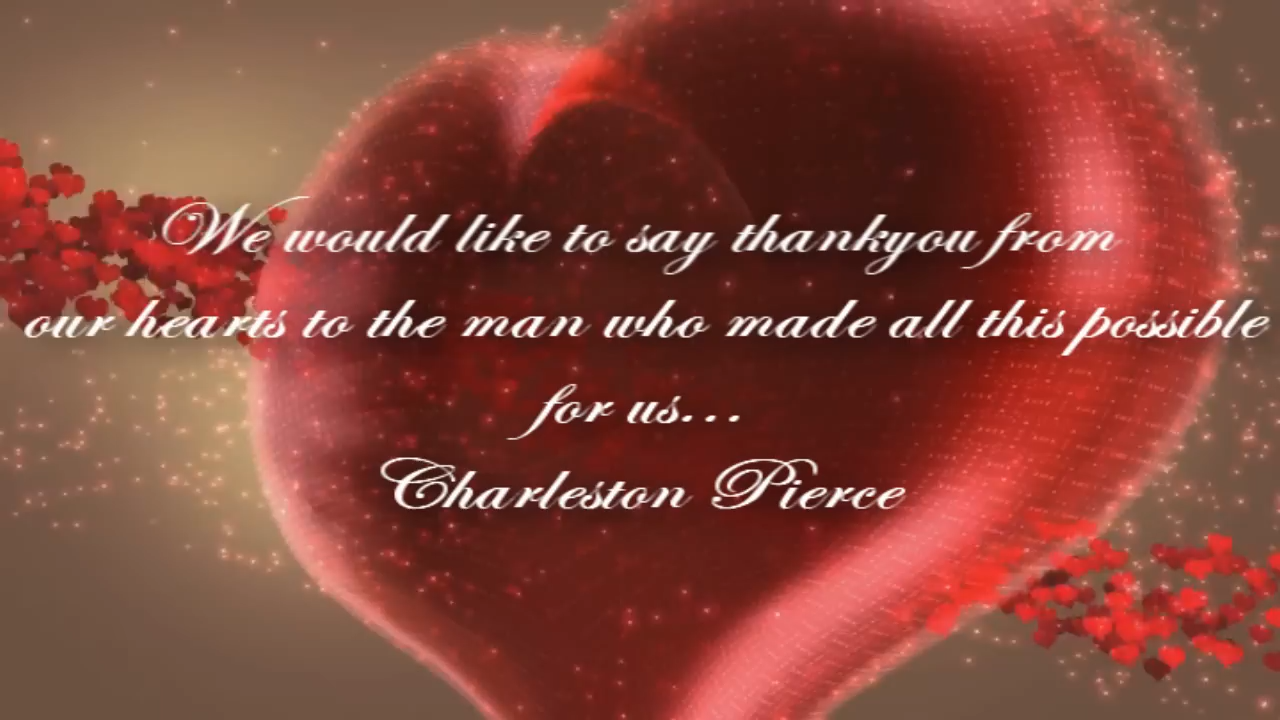 We would like to say thankyou from
our hearts to the man who made all this possible
for us...
Charleston Pierce